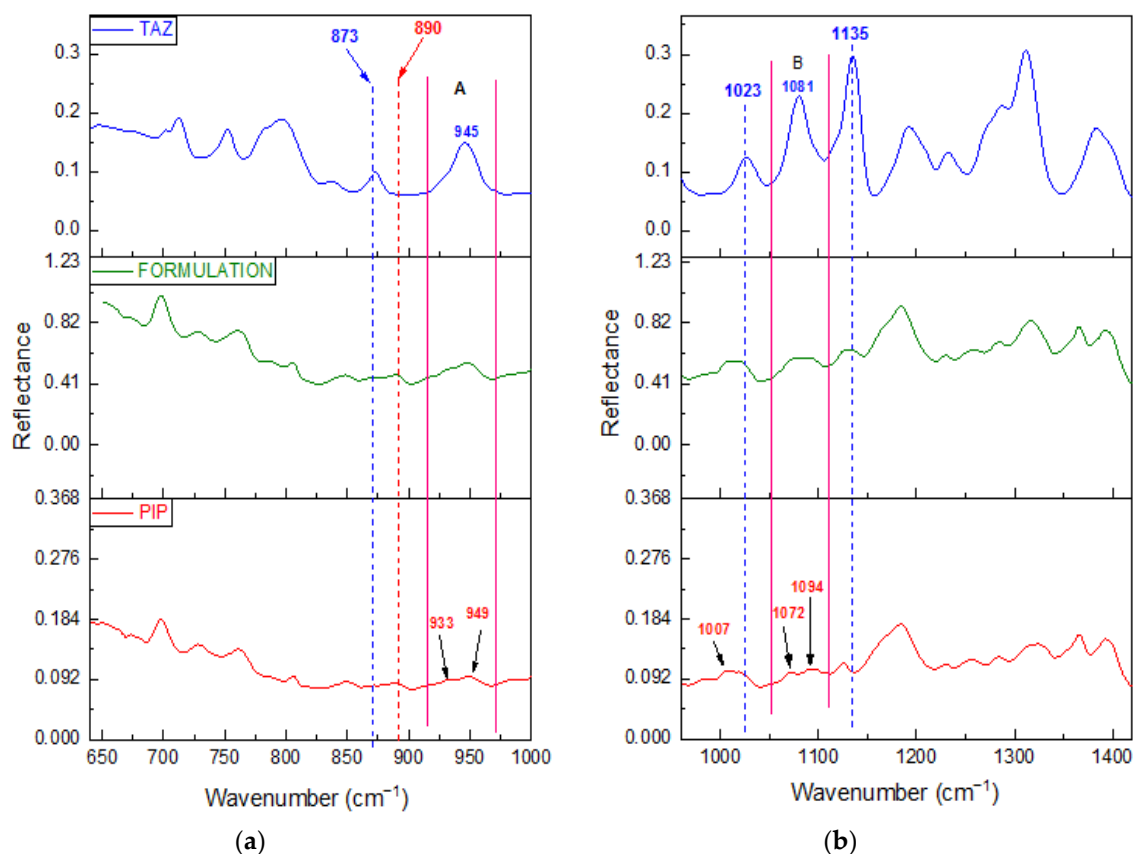 TAZ
873
890
A
945
0.3
0.2
0.1
0.0
FORMULATION
1.23
0.82
0.41
0.00
Reflectance
PIP
0.368
0.276
0.184
0.092
0.000
933
949
650 700 750 800 850 900 950 1000
Wavenumber (cm⁻¹)
(a)
1135
B
1023
1081
0.3
0.2
0.1
0.0
1.23
0.82
0.41
0.00
Reflectance
0.368
0.276
0.184
0.092
0.000
1094
1072
1007
1000 1100 1200 1300 1400
Wavenumber (cm⁻¹)
(b)